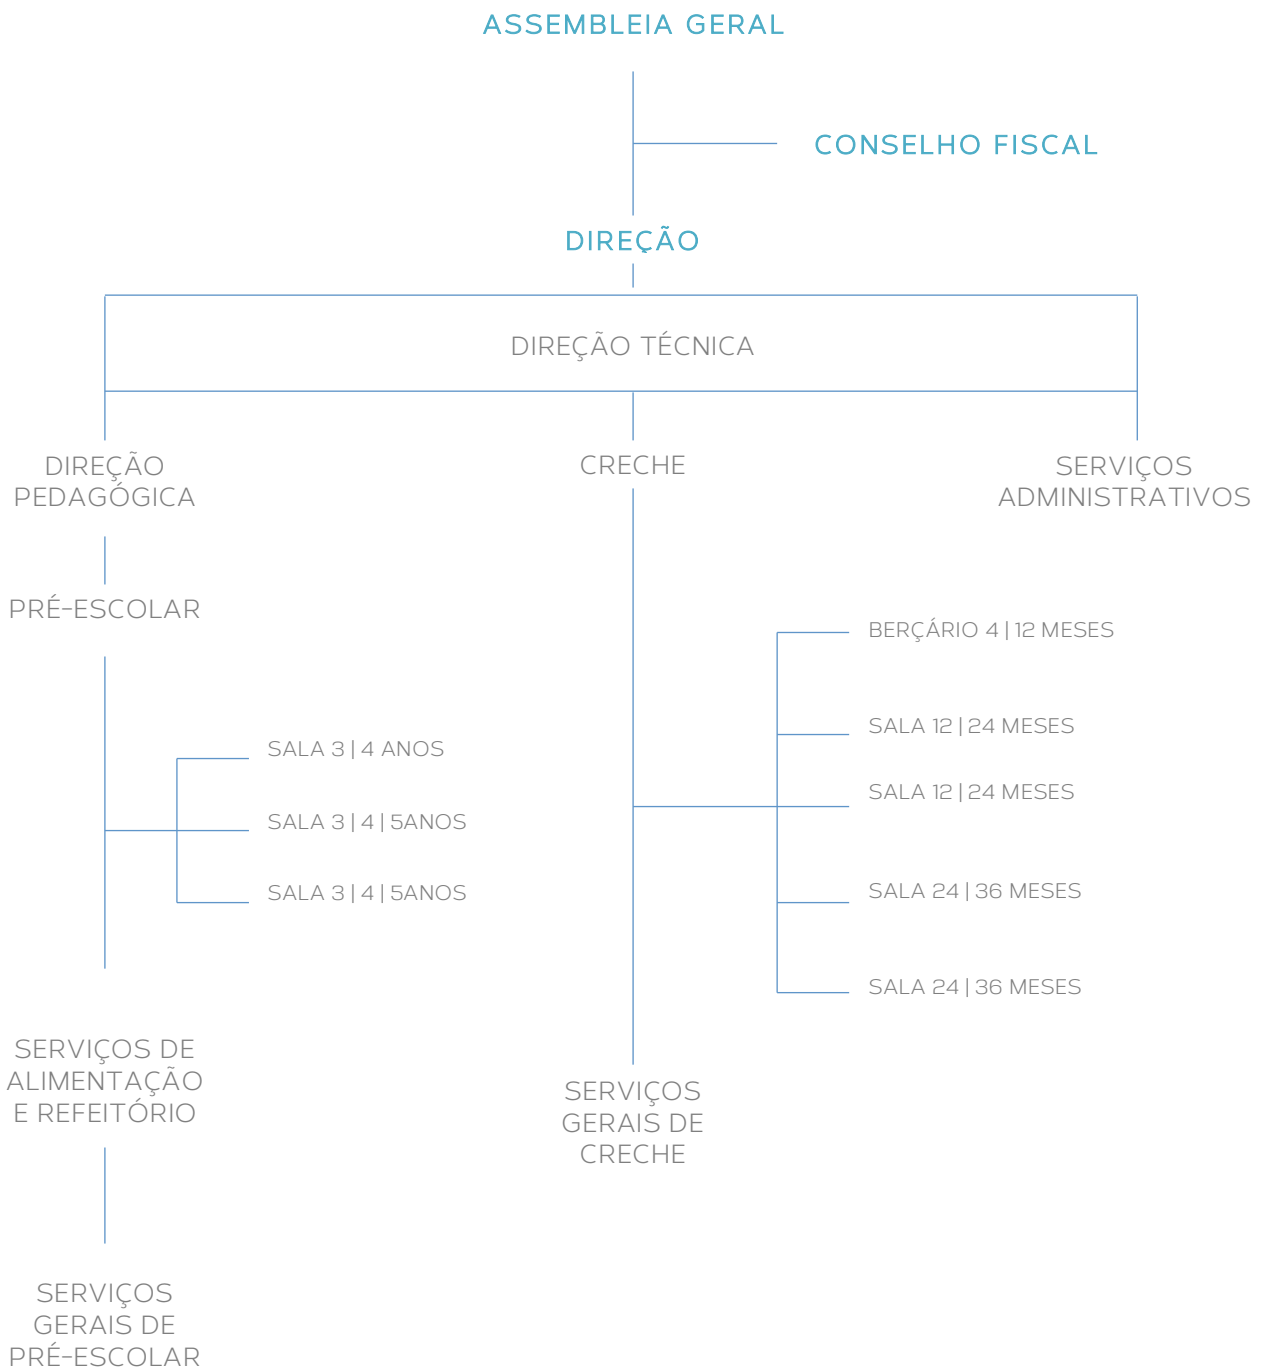 ASSEMBLEIA GERAL
CONSELHO FISCAL
DIREÇÃO
DIREÇÃO TÉCNICA
DIREÇÃO
PEDAGÓGICA
CRECHE
SERVIÇOS
ADMINISTRATIVOS
PRÉ-ESCOLAR
SALA 3 | 4 ANOS
SALA 3 | 4 | 5ANOS
SALA 3 | 4 | 5ANOS
BERÇÁRIO 4 | 12 MESES
SALA 12 | 24 MESES
SALA 12 | 24 MESES
SALA 24 | 36 MESES
SALA 24 | 36 MESES
SERVIÇOS DE
ALIMENTAÇÃO
E REFEITÓRIO
SERVIÇOS
GERAIS DE
CRECHE
SERVIÇOS
GERAIS DE
PRÉ-ESCOLAR